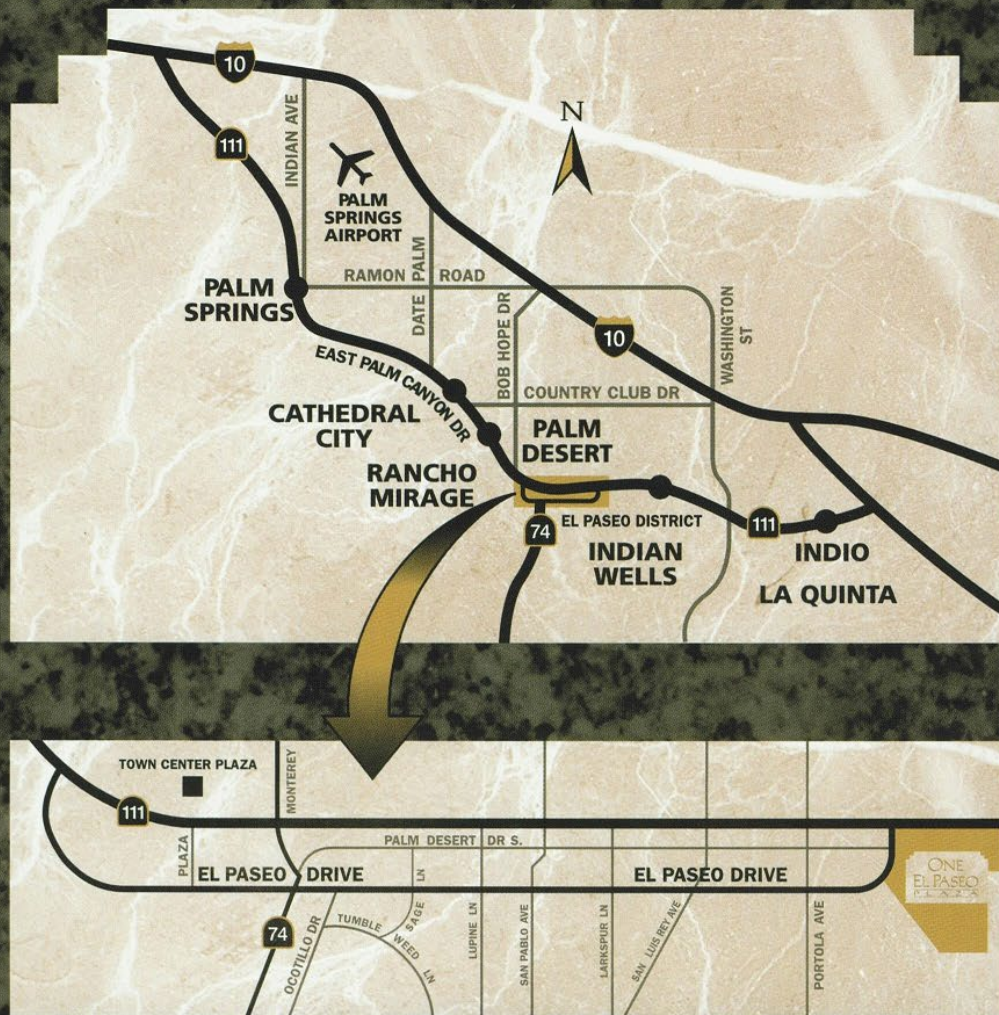 10
N
111
INDIAN AVE
PALM
SPRINGS
AIRPORT
DATE PALM
RAMON ROAD
PALM
SPRINGS
BOB HOPE DR
WASHINGTON
ST
10
EAST PALM CANYON DR
COUNTRY CLUB DR
CATHEDRAL
CITY
PALM
DESERT
RANCHO
MIRAGE
74
EL PASEO DISTRICT
111
INDIAN
WELLS
INDIO
LA QUINTA
TOWN CENTER PLAZA
MONTEREY
111
PLAZA
PALM DESERT DR S.
EL PASEO DRIVE
EL PASEO DRIVE
ONE
EL PASEO
PLAZA
74
OCOTILLO DR
TUMBLE WEED LN
SAGE LN
LUPINE LN
SAN PABLO AVE
LARKSPUR LN
SAN LUIS REY AVE
PORTOLA AVE